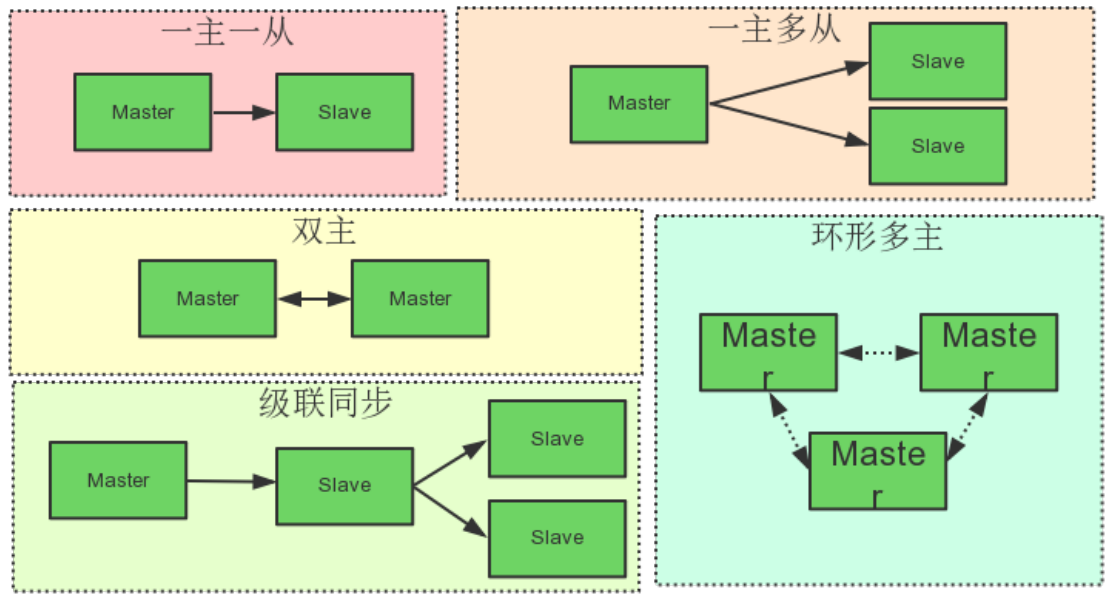 一主一从
Master
Slave
一主多从
Master
Slave
Slave
双主
Master
Master
环形多主
Maste
r
Maste
r
Maste
r
级联同步
Master
Slave
Slave
Slave